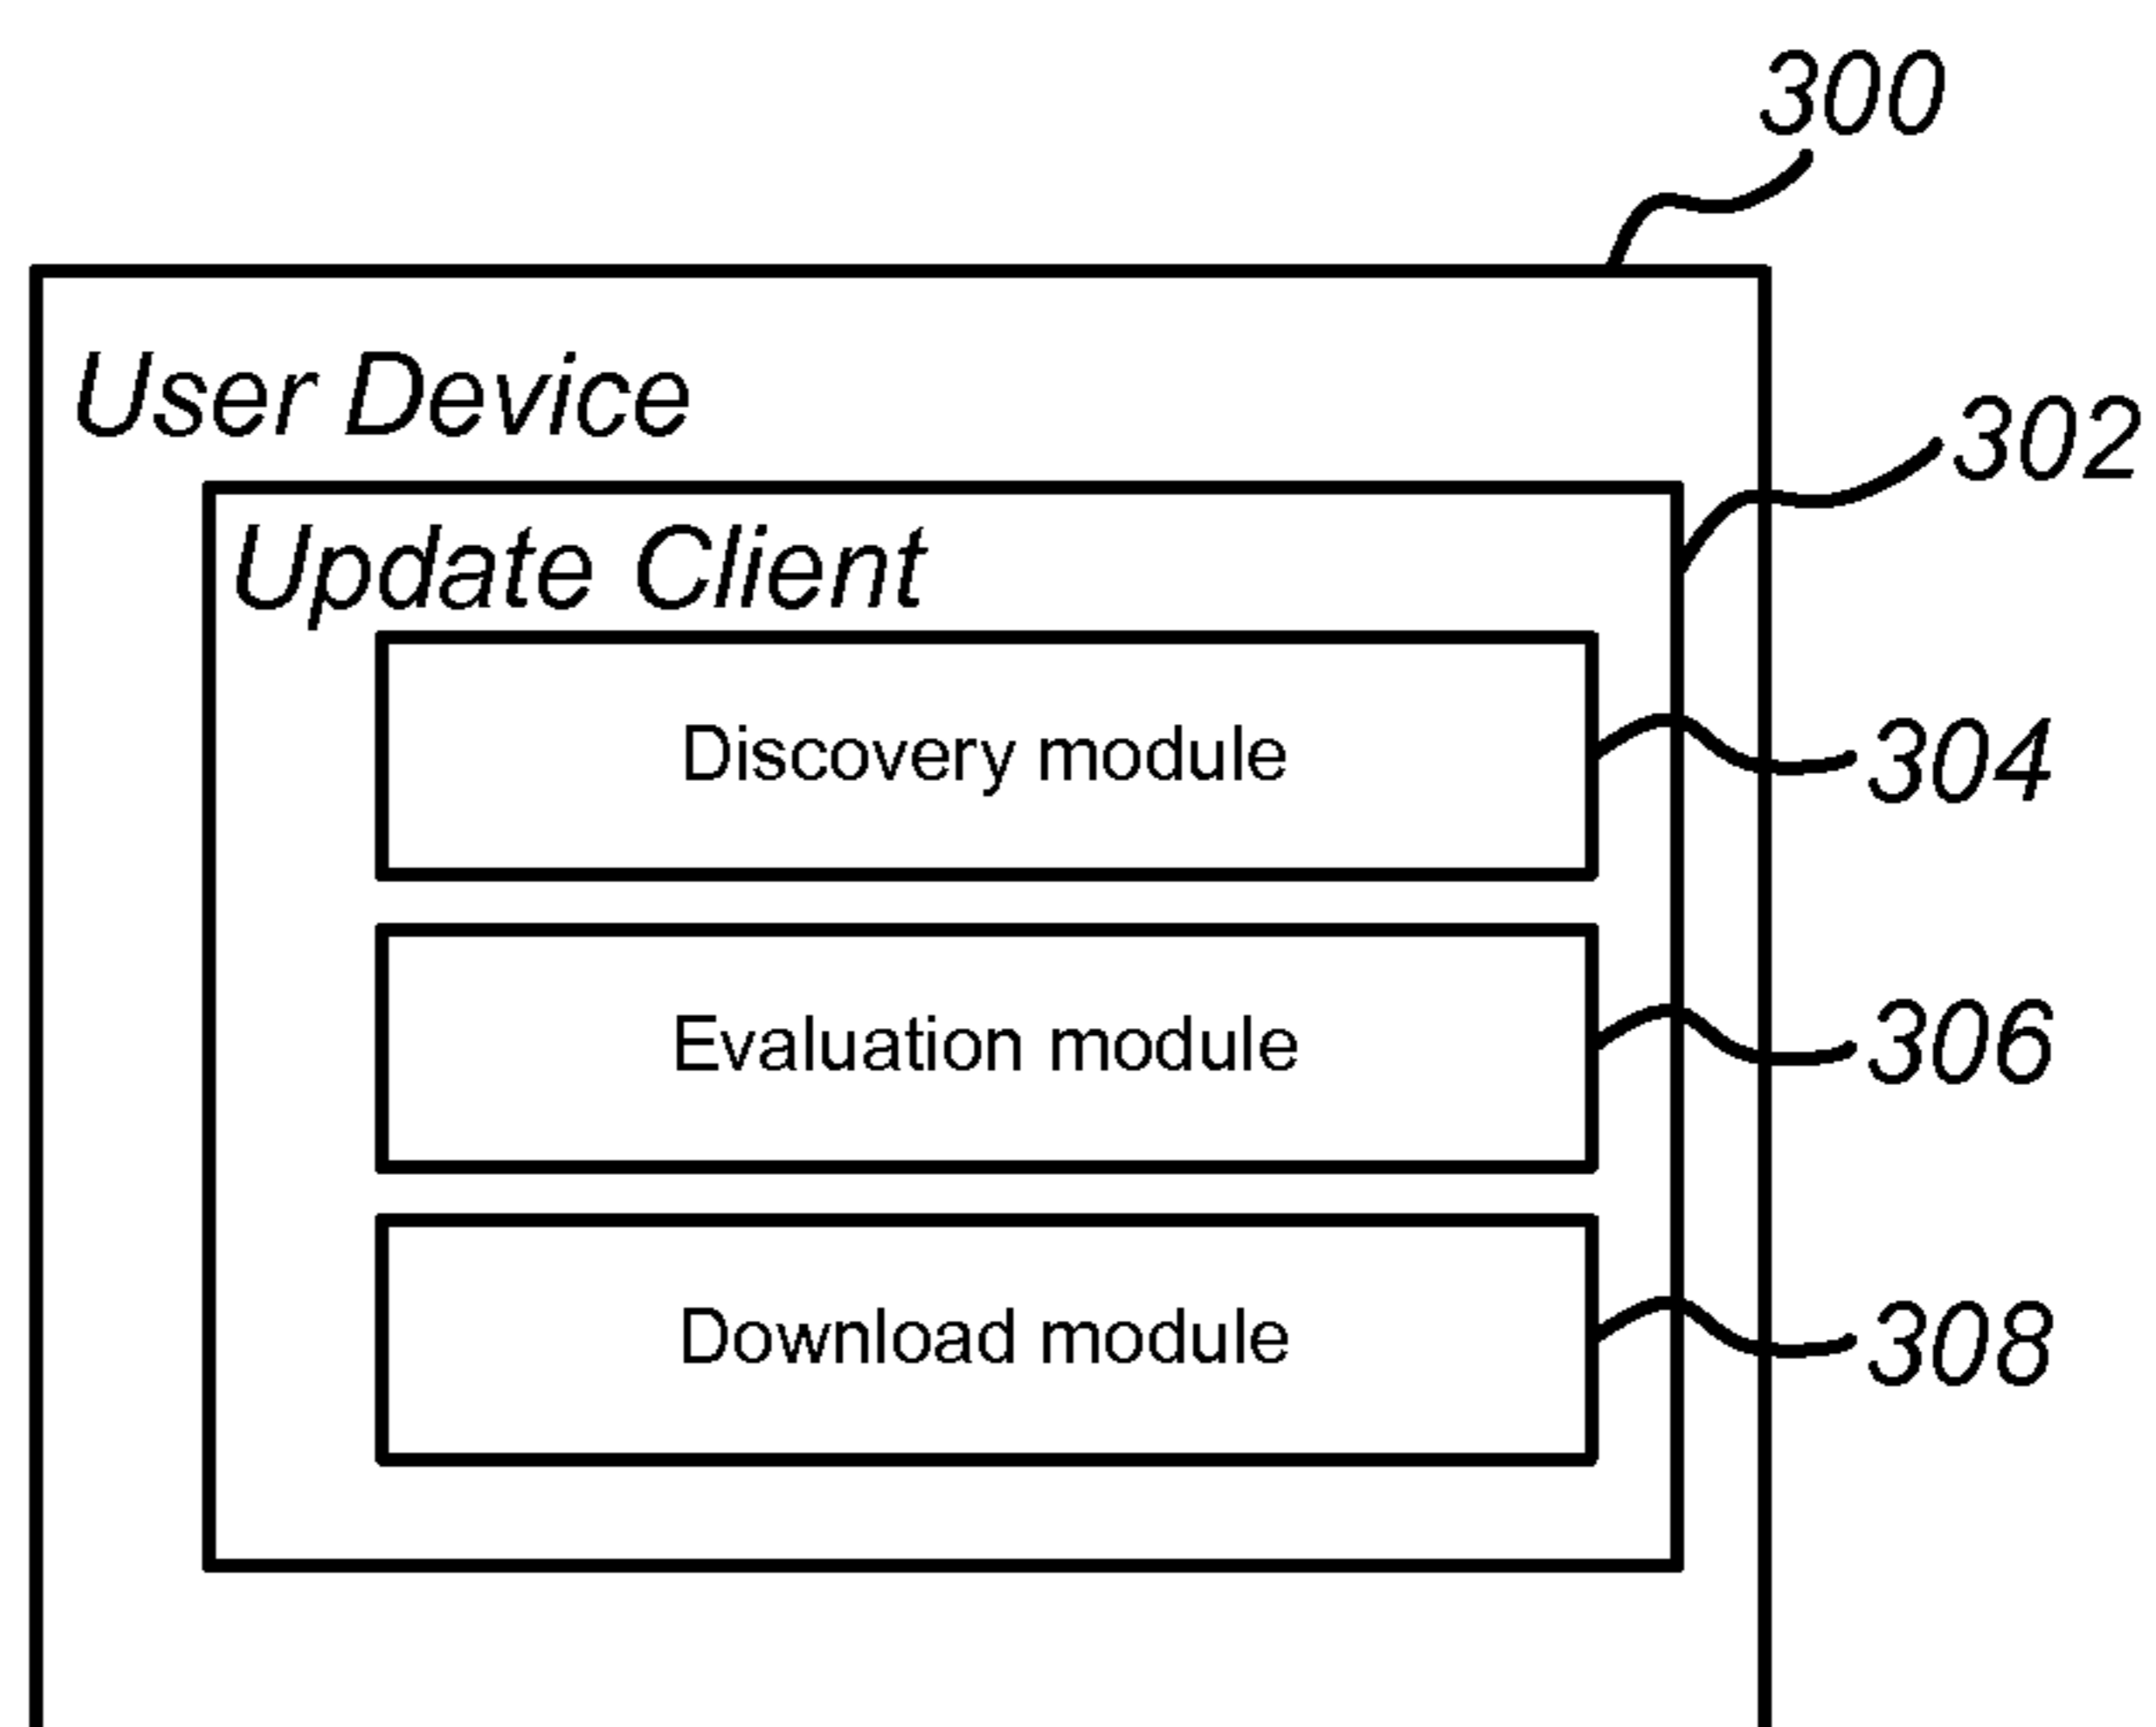 300
User Device
302
Update Client
Discovery module
304
Evaluation module
306
Download module
308